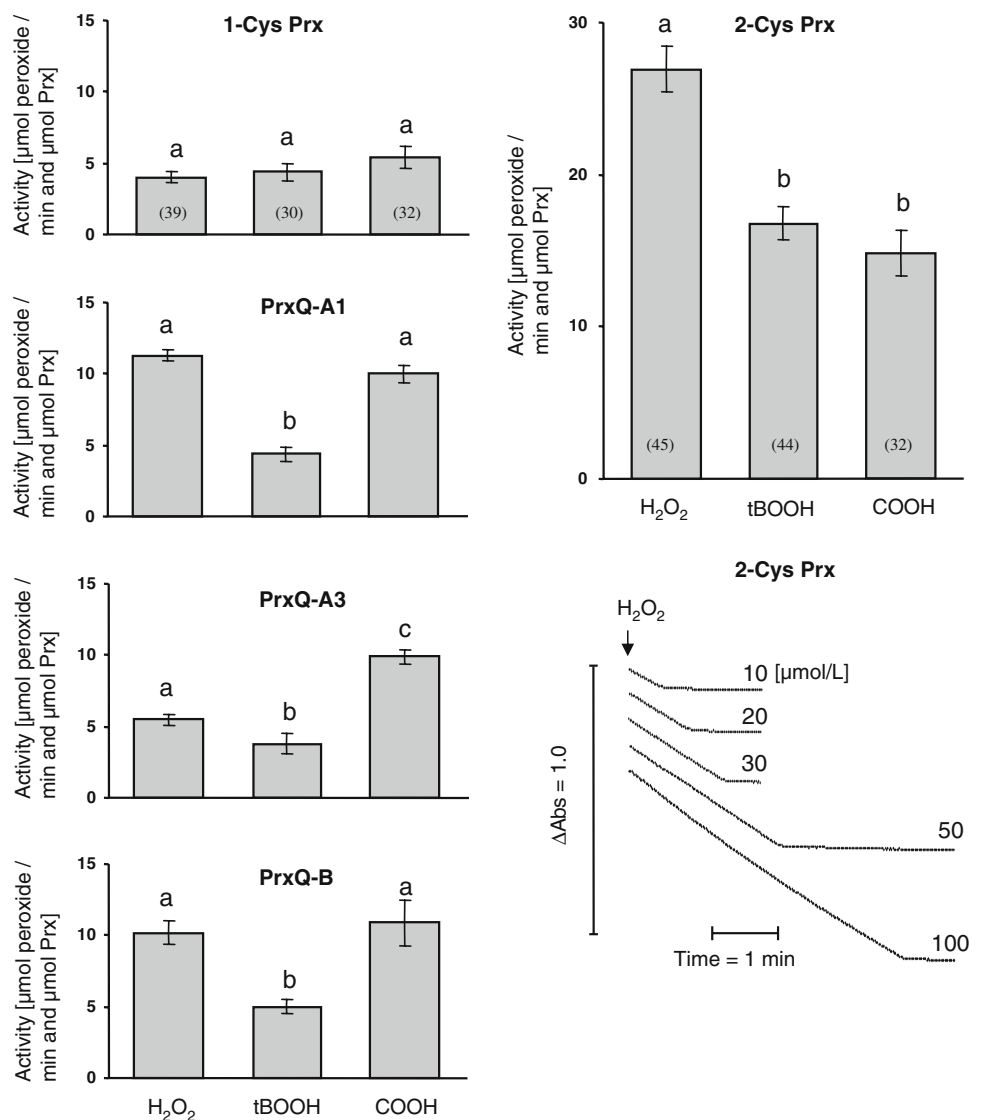 1-Cys Prx
Activity [µmol peroxide /
min and µmol Prx]
15
10
5
0
a
a
a
(39)
(30)
(32)
PrxQ-A1
Activity [µmol peroxide /
min and µmol Prx]
15
10
5
0
a
b
a
PrxQ-A3
Activity [µmol peroxide /
min and µmol Prx]
15
10
5
0
a
b
c
PrxQ-B
Activity [µmol peroxide /
min and µmol Prx]
15
10
5
0
a
b
a
H₂O₂ tBOOH COOH
2-Cys Prx
Activity [µmol peroxide /
min and µmol Prx]
30
20
10
0
a
b
b
(45)
(44)
(32)
H₂O₂ tBOOH COOH
2-Cys Prx
H₂O₂
10 [µmol/L]
20
30
50
100
ΔAbs = 1.0
Time = 1 min